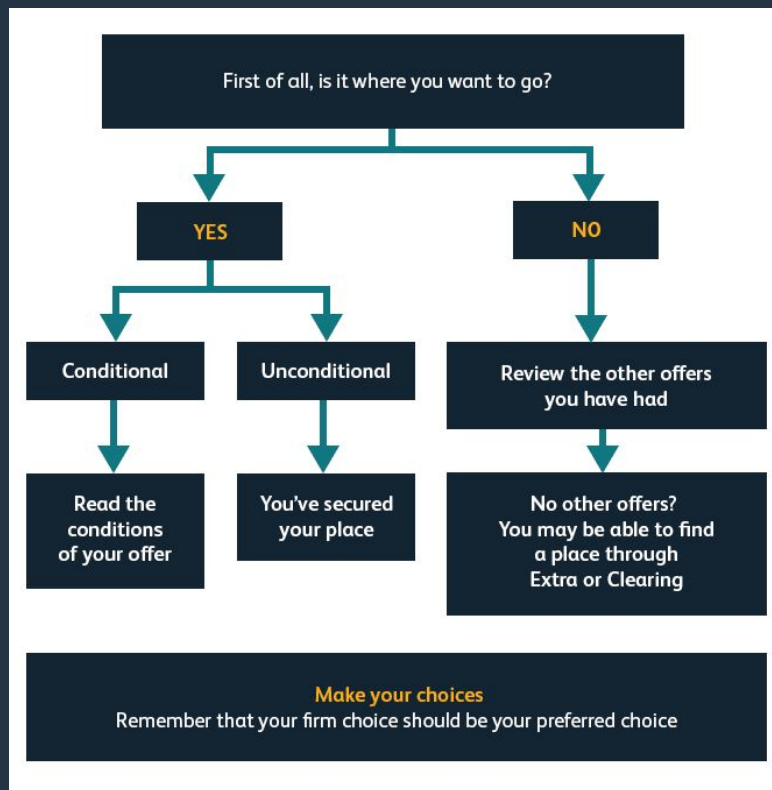 First of all, is it where you want to go?
YES
NO
Conditional
Unconditional
Review the other offers
you have had
Read the
conditions
of your offer
You've secured
your place
No other offers?
You may be able to find
a place through
Extra or Clearing
Make your choices
Remember that your firm choice should be your preferred choice